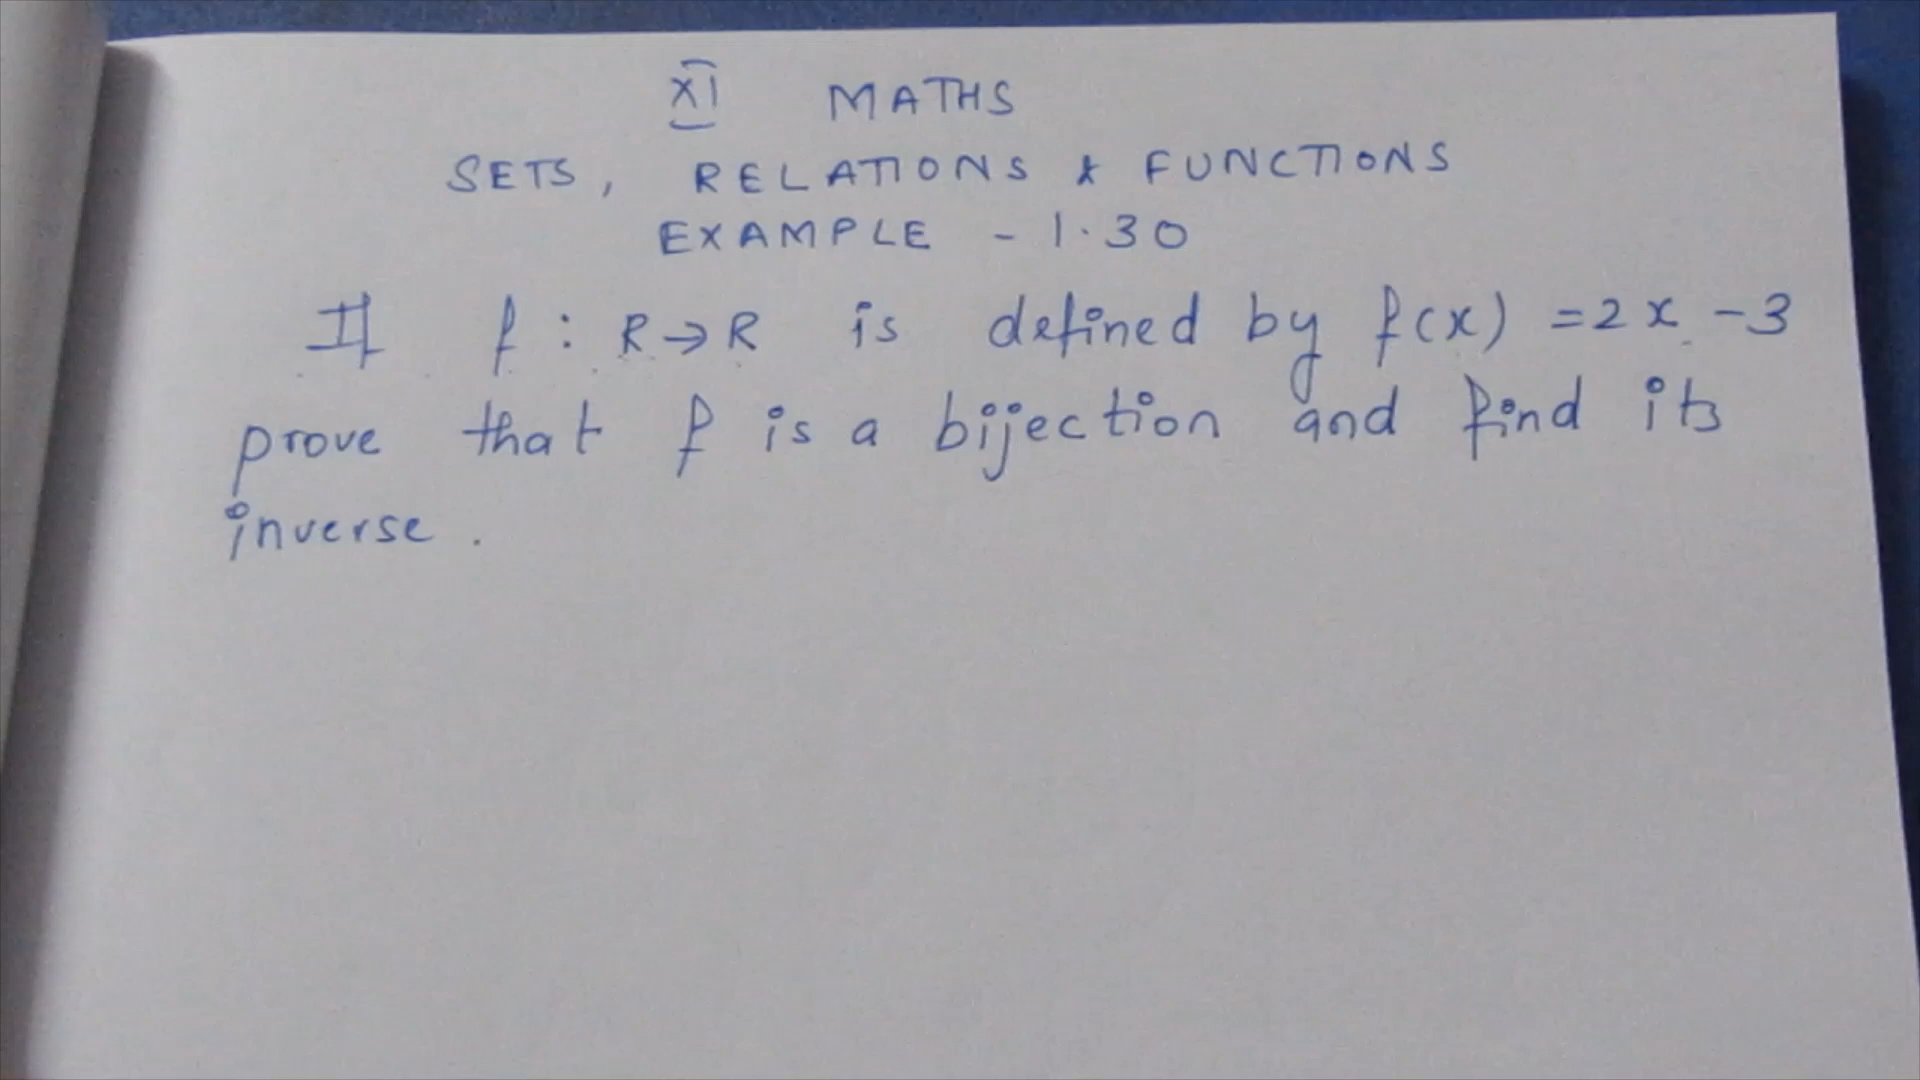 XI MATHS
SETS, RELATIONS & FUNCTIONS
EXAMPLE - 1.30
If f : R→R is defined by f(x) = 2x - 3
prove that f is a bijection and find its
inverse.